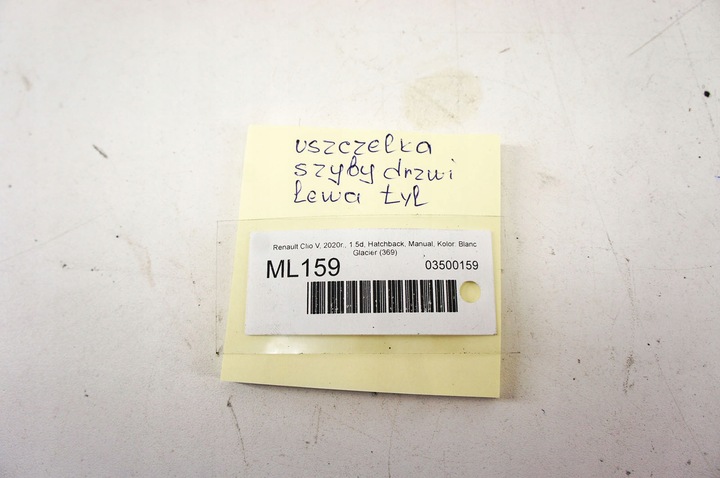 uszczelka
szyby drzwi
lewa tył
Renault Clio V, 2020r., 1.5d, Hatchback, Manual, Kolor: Blanc
Glacier (369)
ML159 03500159